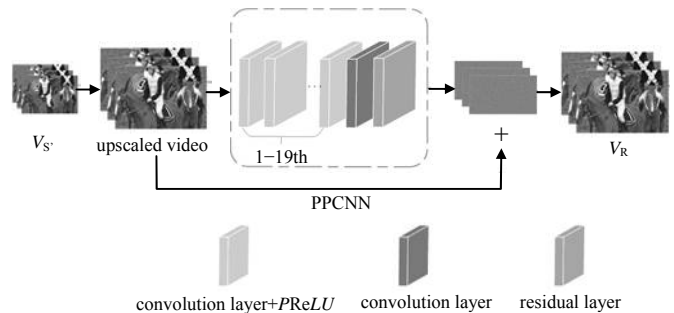 V_S'
upscaled video
...
1−19th
+
V_R
PPCNN
convolution layer+PReLU
convolution layer
residual layer